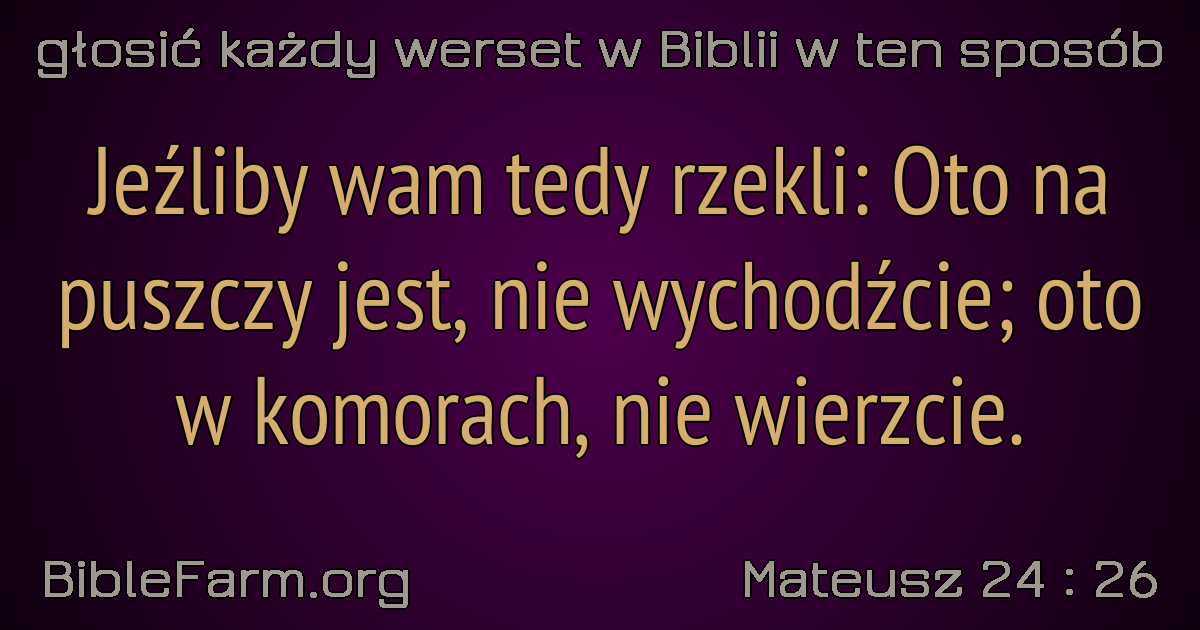 głosić każdy werset w Biblii w ten sposób
Jeźliby wam tedy rzekli: Oto na
puszczy jest, nie wychodźcie; oto
w komorach, nie wierzcie.
BibleFarm.org
Mateusz 24 : 26